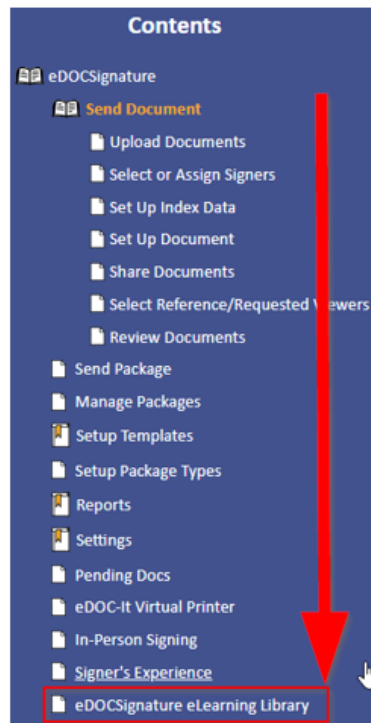 Contents
eDOCSignature
Send Document
Upload Documents
Select or Assign Signers
Set Up Index Data
Set Up Document
Share Documents
Select Reference/Requested Viewers
Review Documents
Send Package
Manage Packages
Setup Templates
Setup Package Types
Reports
Settings
Pending Docs
eDOC-It Virtual Printer
In-Person Signing
Signer's Experience
eDOCSignature eLearning Library